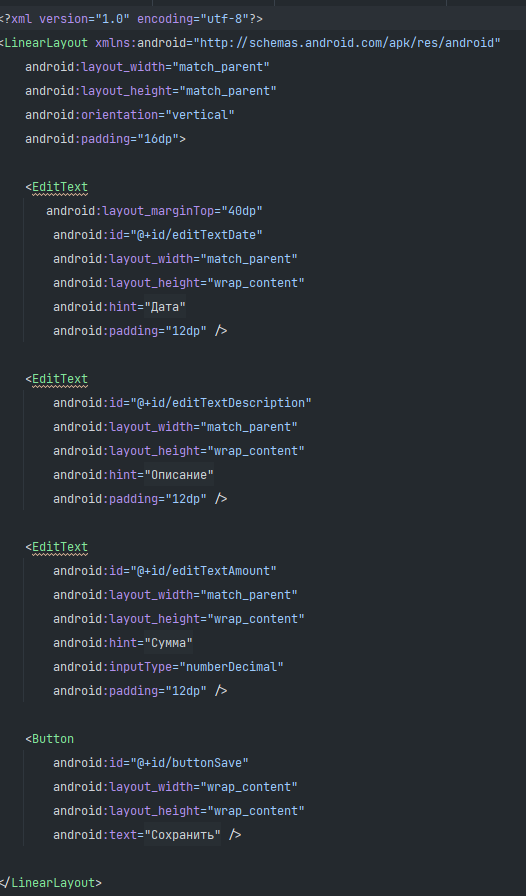 <?xml version="1.0" encoding="utf-8"?>
<LinearLayout xmlns:android="http://schemas.android.com/apk/res/android"
    android:layout_width="match_parent"
    android:layout_height="match_parent"
    android:orientation="vertical"
    android:padding="16dp">

    <EditText
       android:layout_marginTop="40dp"
        android:id="@+id/editTextDate"
        android:layout_width="match_parent"
        android:layout_height="wrap_content"
        android:hint="Дата"
        android:padding="12dp" />

    <EditText
        android:id="@+id/editTextDescription"
        android:layout_width="match_parent"
        android:layout_height="wrap_content"
        android:hint="Описание"
        android:padding="12dp" />

    <EditText
        android:id="@+id/editTextAmount"
        android:layout_width="match_parent"
        android:layout_height="wrap_content"
        android:hint="Сумма"
        android:inputType="numberDecimal"
        android:padding="12dp" />

    <Button
        android:id="@+id/buttonSave"
        android:layout_width="wrap_content"
        android:layout_height="wrap_content"
        android:text="Сохранить" />

</LinearLayout>